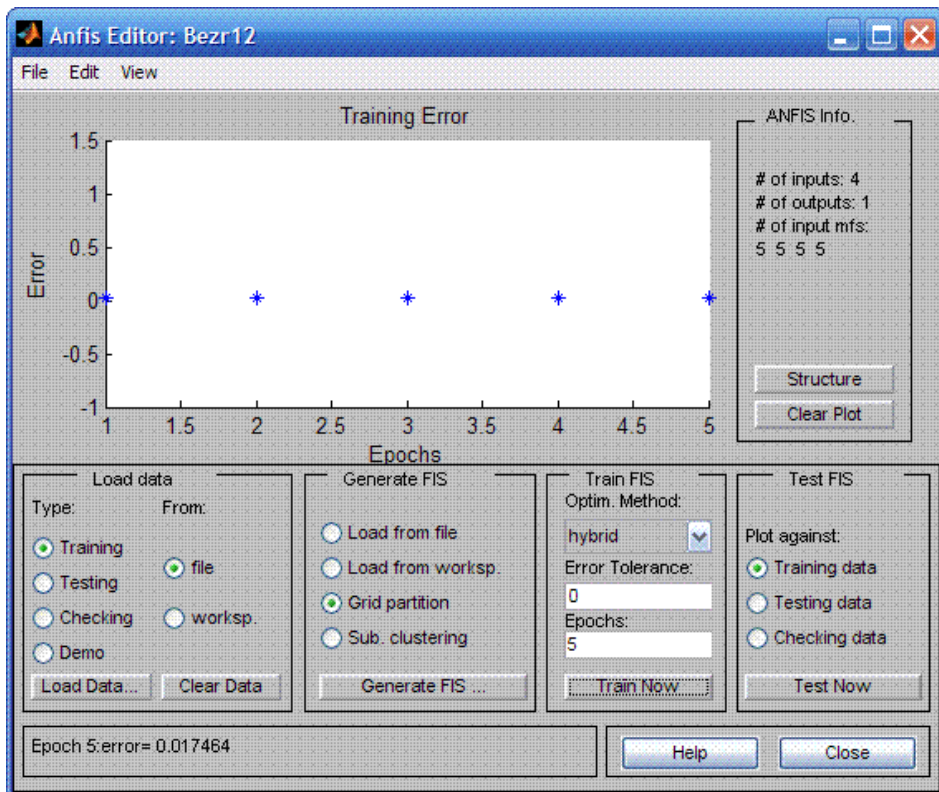 Anfis Editor: Bezr12
File Edit View
Training Error
1.5
1
0.5
0
-0.5
-1
Error
1 1.5 2 2.5 3 3.5 4 4.5 5
Epochs
ANFIS Info.
# of inputs: 4
# of outputs: 1
# of input mfs:
5 5 5 5
Structure
Clear Plot
Load data
Type: From:
Training
file
Testing
Checking
worksp.
Demo
Load Data... Clear Data
Generate FIS
Load from file
Load from worksp.
Grid partition
Sub. clustering
Generate FIS ...
Train FIS
Optim. Method:
hybrid
Error Tolerance:
0
Epochs:
5
Train Now
Test FIS
Plot against:
Training data
Testing data
Checking data
Test Now
Epoch 5:error= 0.017464
Help Close